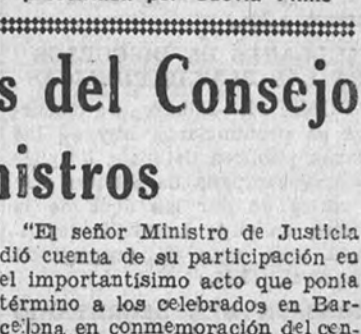 s del Consejo
nistros
"El señor Ministro de Justicia
dió cuenta de su participación en
el importantísimo acto que ponía
término a los celebrados en Bar-
celona en conmemoración del cen-